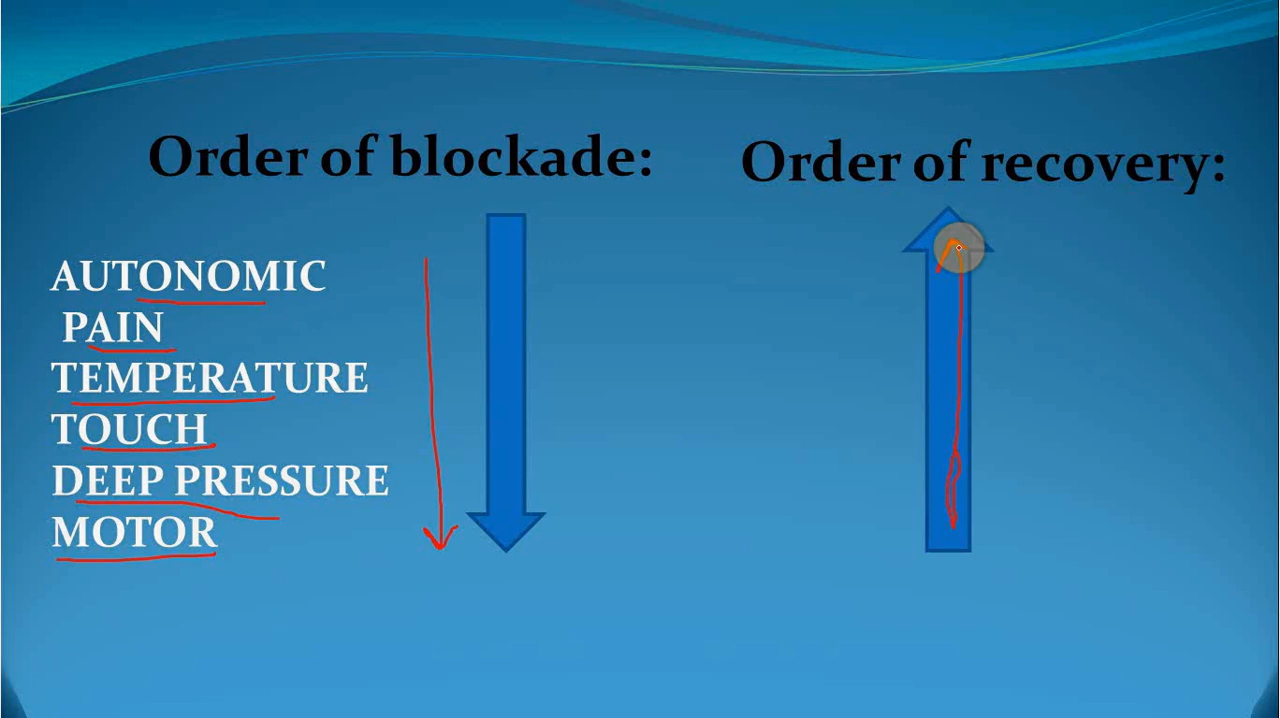 Order of blockade:
Order of recovery:
AUTONOMIC
PAIN
TEMPERATURE
TOUCH
DEEP PRESSURE
MOTOR